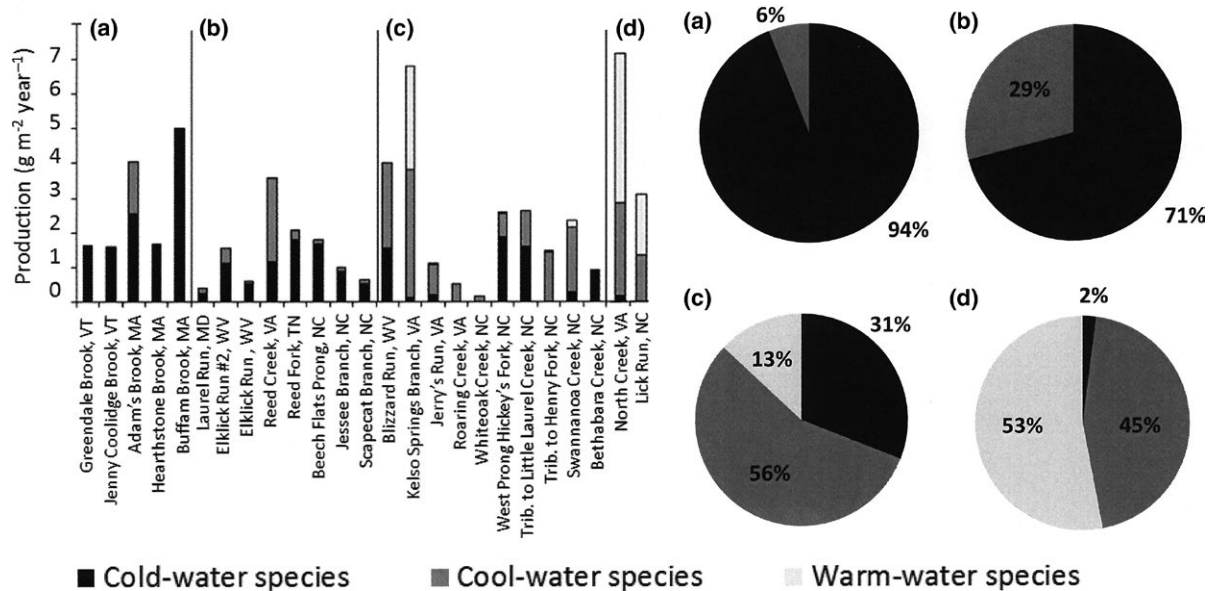 (a)
(b)
(c)
(d)
Production (g m⁻² year⁻¹)
7
6
5
4
3
2
1
0
Greendale Brook, VT
Jenny Coolidge Brook, VT
Adam's Brook, MA
Hearthstone Brook, MA
Buffam Brook, MA
Laurel Run, MD
Elklick Run #2, WV
Elklick Run , WV
Reed Creek, VA
Reed Fork, TN
Beech Flats Prong, NC
Jessee Branch, NC
Scapecat Branch, NC
Blizzard Run, WV
Kelso Springs Branch, VA
Jerry's Run, VA
Roaring Creek, VA
Whiteoak Creek, NC
West Prong Hickey's Fork, NC
Trib. to Little Laurel Creek, NC
Trib. to Henry Fork, NC
Swannanoa Creek, NC
Bethabara Creek, NC
North Creek, VA
Lick Run, NC
(a)
6%
94%
(b)
29%
71%
(c)
31%
13%
56%
(d)
2%
53%
45%
Cold-water species
Cool-water species
Warm-water species